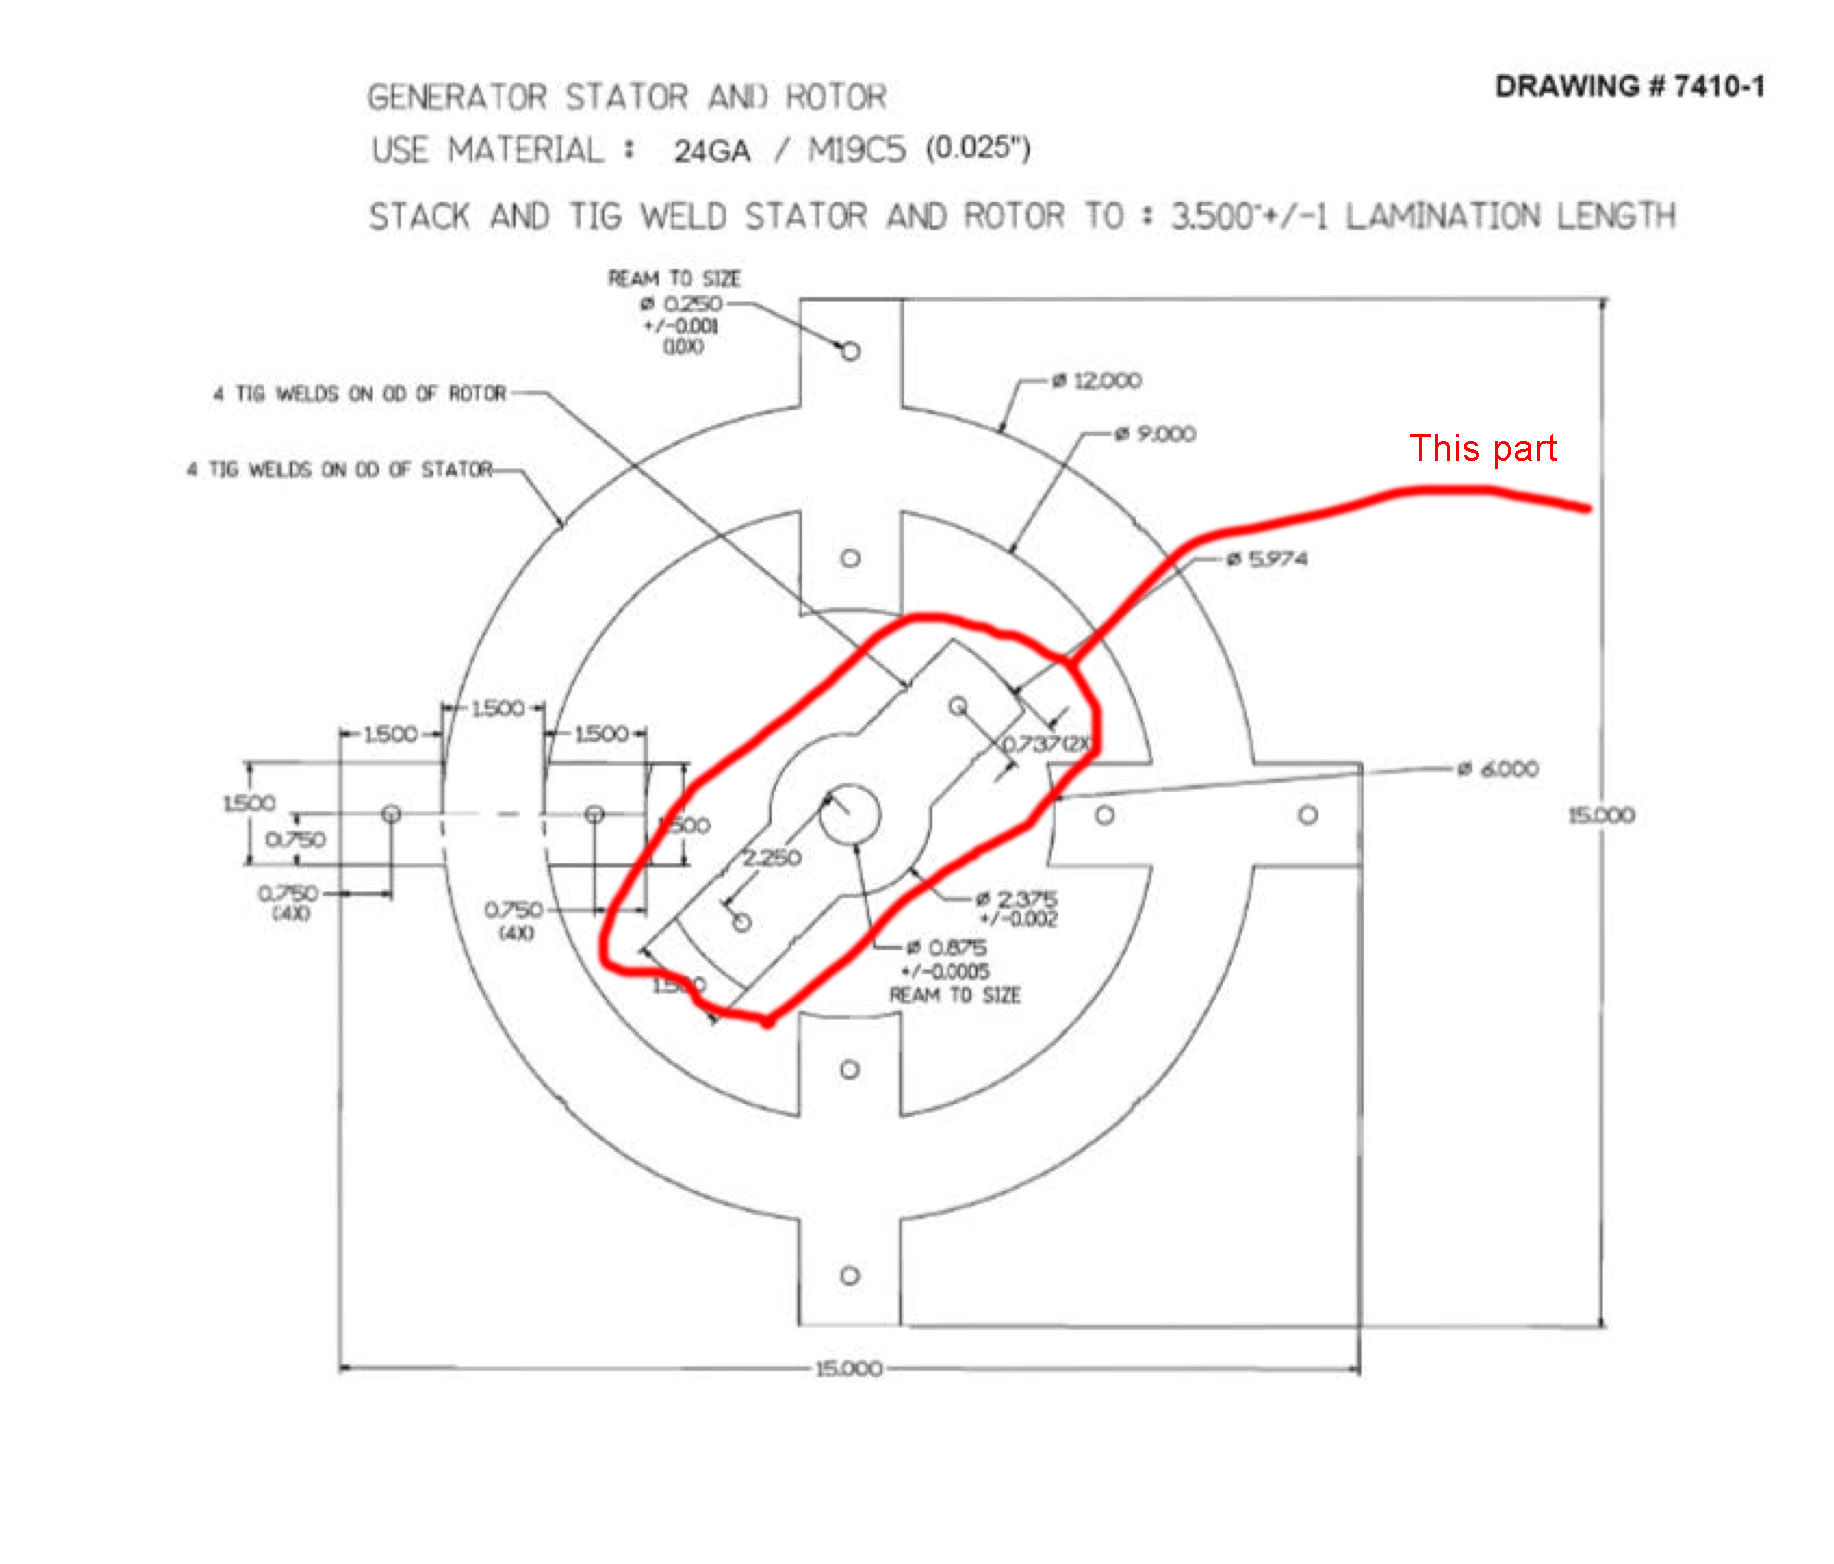 DRAWING # 7410-1
GENERATOR STATOR AND ROTOR
USE MATERIAL : 24GA / M19C5 (0.025")
STACK AND TIG WELD STATOR AND ROTOR TO : 3.500"+/-1 LAMINATION LENGTH
REAM TO SIZE
Ø 0.250
+/-0.001
(10X)
4 TIG WELDS ON OD OF ROTOR
Ø 12.000
Ø 9.000
This part
4 TIG WELDS ON OD OF STATOR
Ø 5.974
1.500
1.500
1.500
0.737(2X)
Ø 6.000
1.500
0.750
15.000
2.250
0.750
(4X)
0.750
(4X)
Ø 2.375
+/-0.002
Ø 0.875
+/-0.0005
REAM TO SIZE
15.000